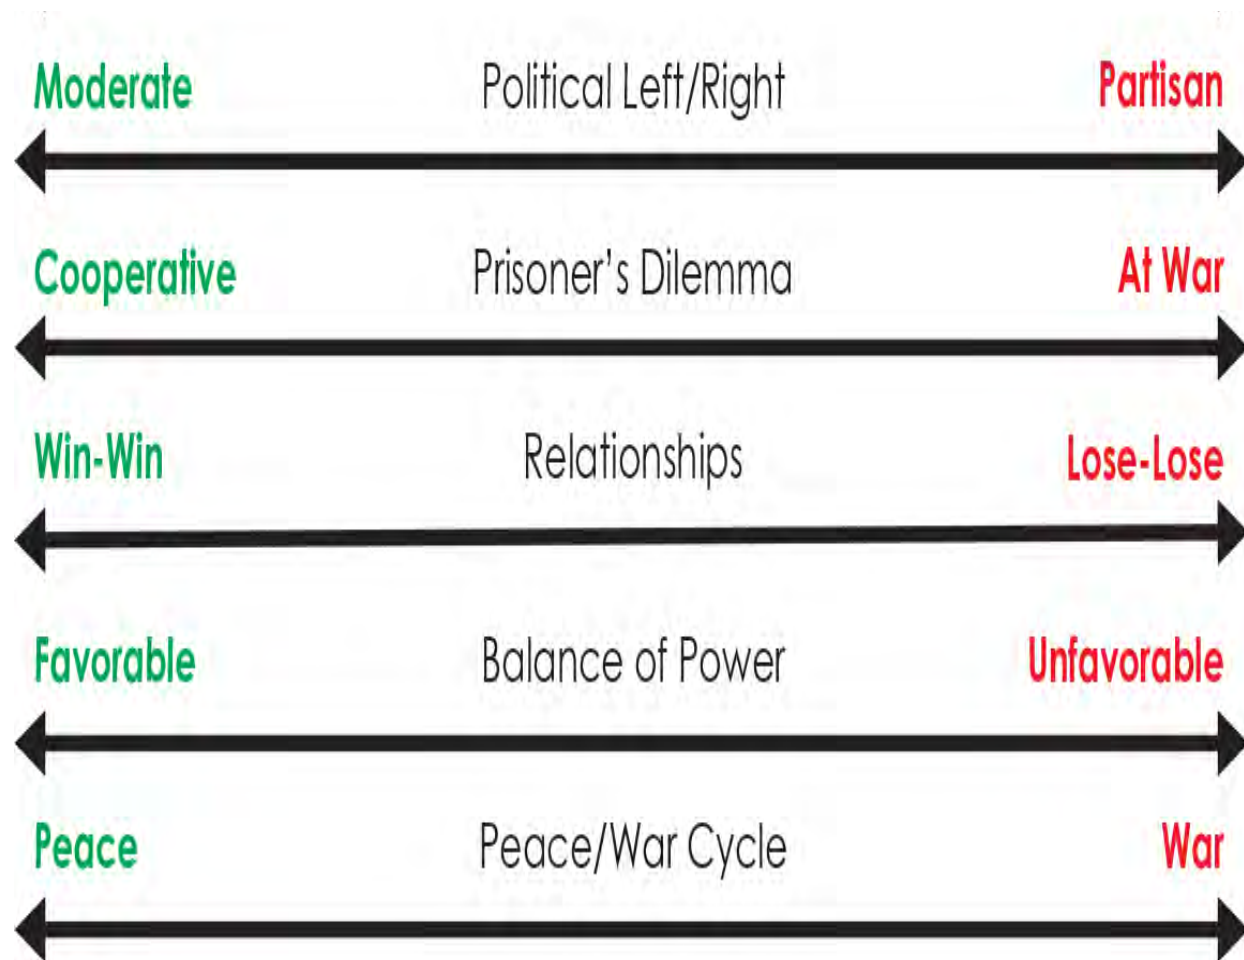 Moderate Political Left/Right Partisan
Cooperative Prisoner’s Dilemma At War
Win-Win Relationships Lose-Lose
Favorable Balance of Power Unfavorable
Peace Peace/War Cycle War